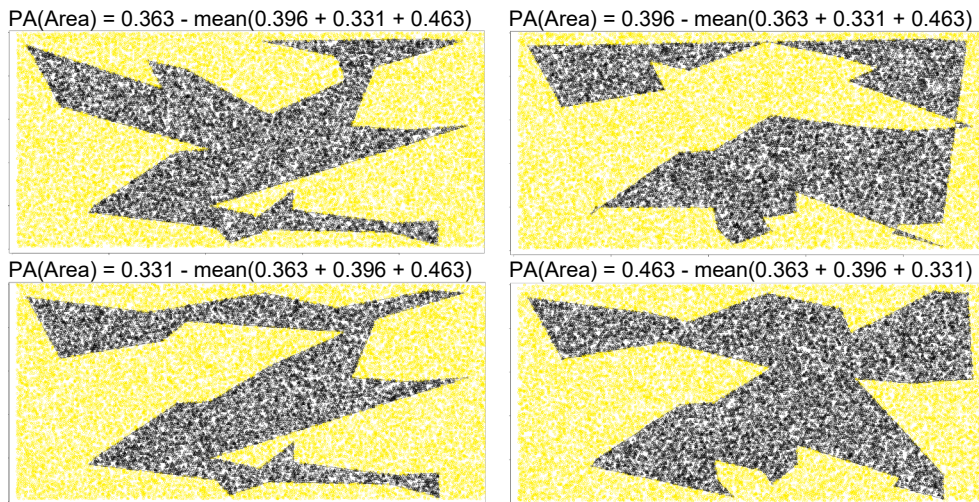 PA(Area) = 0.363 - mean(0.396 + 0.331 + 0.463)
PA(Area) = 0.396 - mean(0.363 + 0.331 + 0.463)
PA(Area) = 0.331 - mean(0.363 + 0.396 + 0.463)
PA(Area) = 0.463 - mean(0.363 + 0.396 + 0.331)